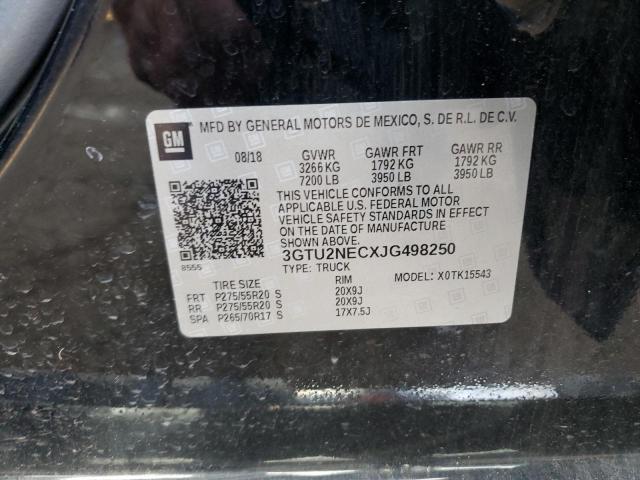 GM
MFD BY GENERAL MOTORS DE MEXICO, S. DE R.L. DE C.V.
08/18 GVWR GAWR FRT GAWR RR
3266 KG 1792 KG 1792 KG
7200 LB 3950 LB 3950 LB
THIS VEHICLE CONFORMS TO ALL
APPLICABLE U.S. FEDERAL MOTOR
VEHICLE SAFETY STANDARDS IN EFFECT
ON THE DATE OF MANUFACTURE
SHOWN ABOVE.
8555
3GTU2NECXJG498250
TYPE: TRUCK MODEL: X0TK15543
TIRE SIZE RIM
FRT P275/55R20 S 20X9J
RR P275/55R20 S 20X9J
SPA P265/70R17 S 17X7.5J